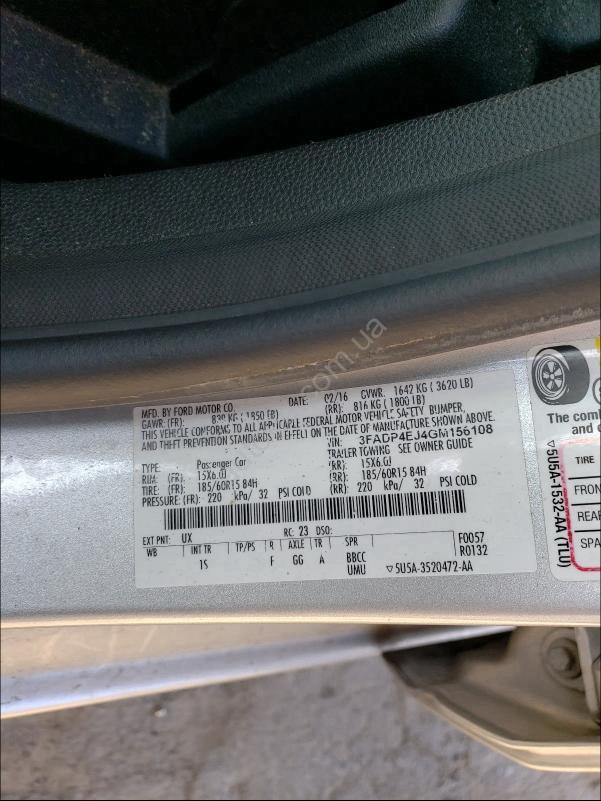 MFD. BY FORD MOTOR CO.
DATE: 02/16 GVWR: 1642 KG ( 3620 LB)
GAWR: (FR): 839 KG ( 1850 LB) (RR): 816 KG ( 1800 LB)
THIS VEHICLE CONFORMS TO ALL APPLICABLE FEDERAL MOTOR VEHICLE SAFETY, BUMPER,
AND THEFT PREVENTION STANDARDS IN EFFECT ON THE DATE OF MANUFACTURE SHOWN ABOVE.
VIN: 3FADP4EJ4GM156108
TYPE: Passenger Car TRAILER TOWING - SEE OWNER GUIDE
RIM: (FR): 15X6.0J (RR): 15X6.0J
TIRE: (FR): 185/60R15 84H (RR): 185/60R15 84H
PRESSURE: (FR): 220 kPa/ 32 PSI COLD (RR): 220 kPa/ 32 PSI COLD
EXT PNT: UX RC: 23 DSO: F0057
WB INT TR TP/PS R AXLE TR SPR R0132
1S F GG A BBCC
UMU ▽5U5A-3520472-AA
The comb
and c
▽5U5A-1532-AA (TLU)
TIRE
FRON
REAR
SPA
.com.ua